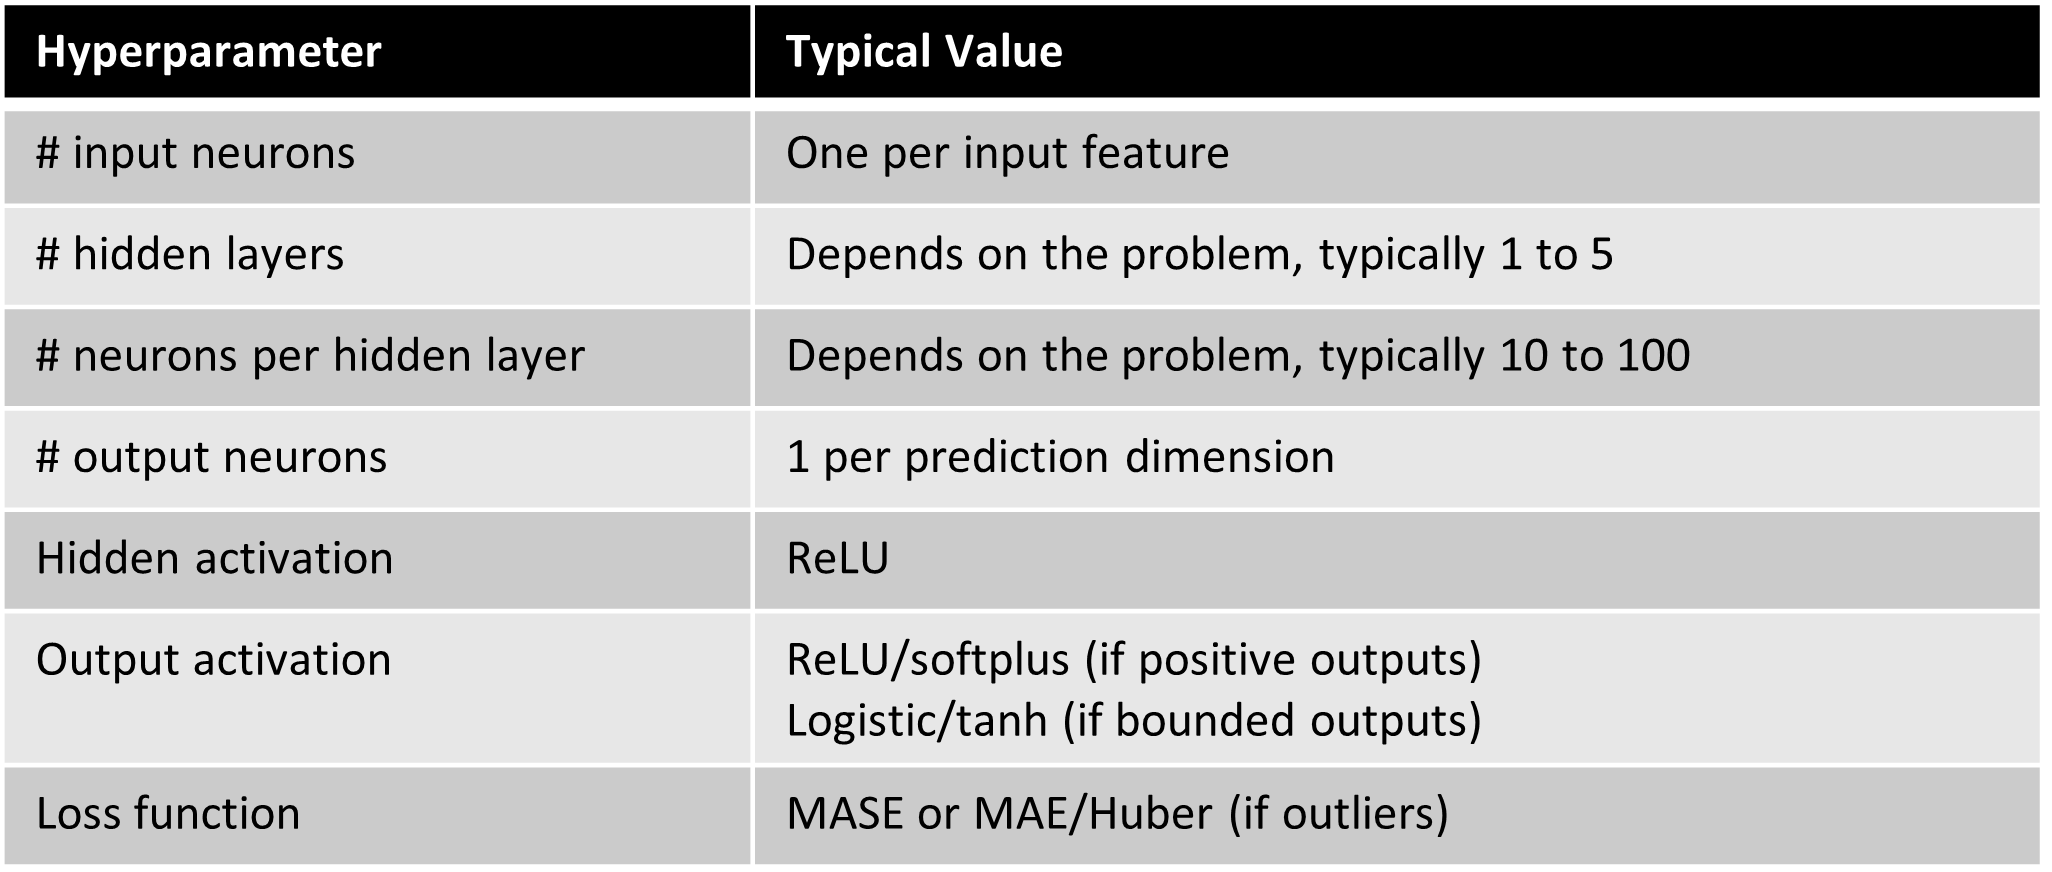 Hyperparameter Typical Value
# input neurons One per input feature
# hidden layers Depends on the problem, typically 1 to 5
# neurons per hidden layer Depends on the problem, typically 10 to 100
# output neurons 1 per prediction dimension
Hidden activation ReLU
Output activation ReLU/softplus (if positive outputs)
Logistic/tanh (if bounded outputs)
Loss function MASE or MAE/Huber (if outliers)